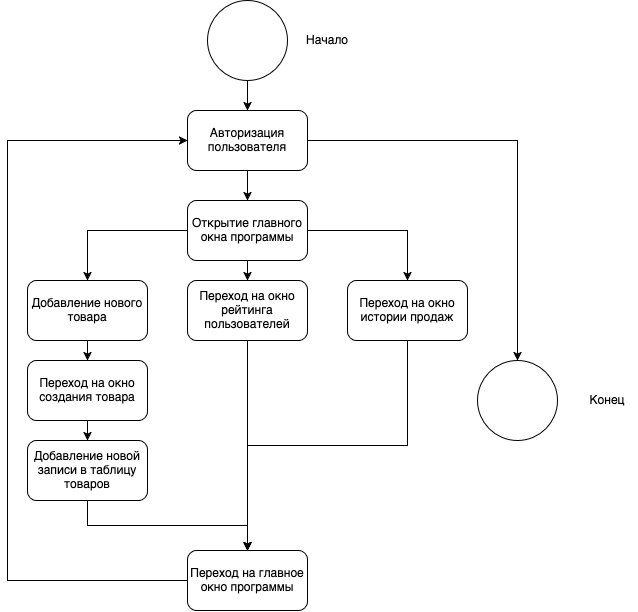 Начало
Авторизация
пользователя
Открытие главного
окна программы
Добавление нового
товара
Переход на окно
рейтинга
пользователей
Переход на окно
истории продаж
Переход на окно
создания товара
Конец
Добавление новой
записи в таблицу
товаров
Переход на главное
окно программы